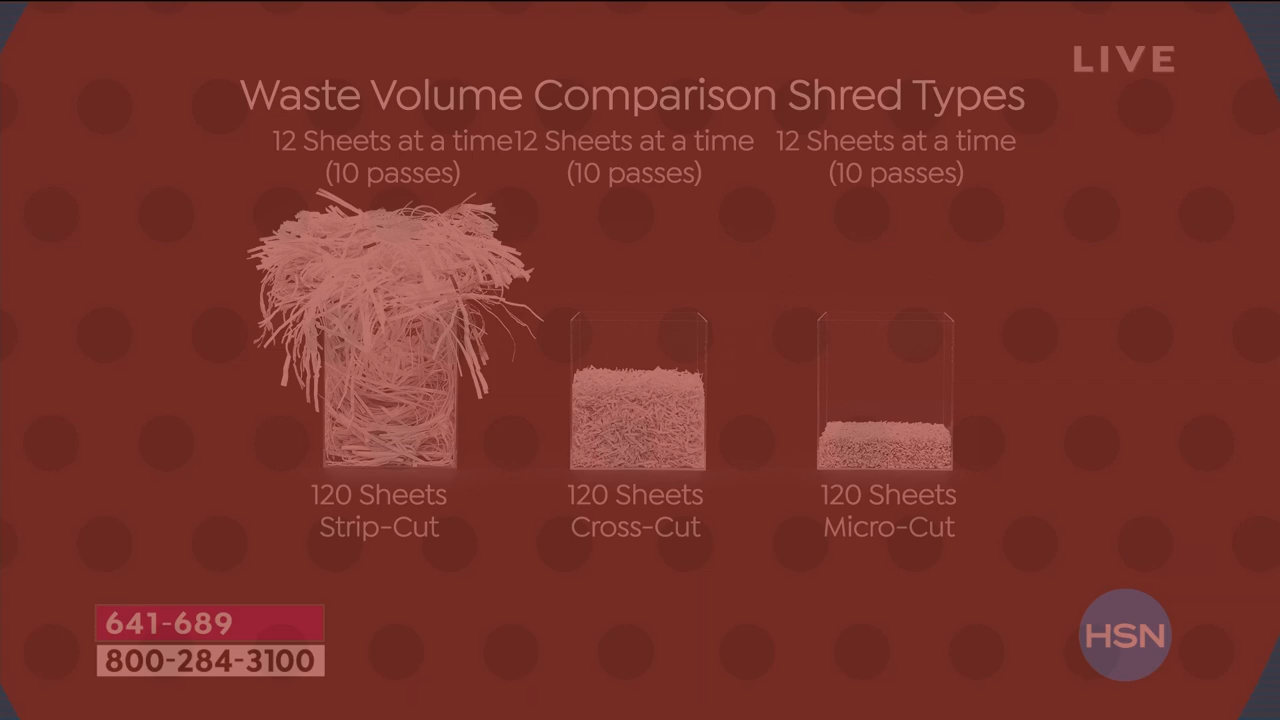 LIVE
Waste Volume Comparison Shred Types
12 Sheets at a time 12 Sheets at a time 12 Sheets at a time
(10 passes) (10 passes) (10 passes)
120 Sheets 120 Sheets 120 Sheets
Strip-Cut Cross-Cut Micro-Cut
641-689
800-284-3100
HSN